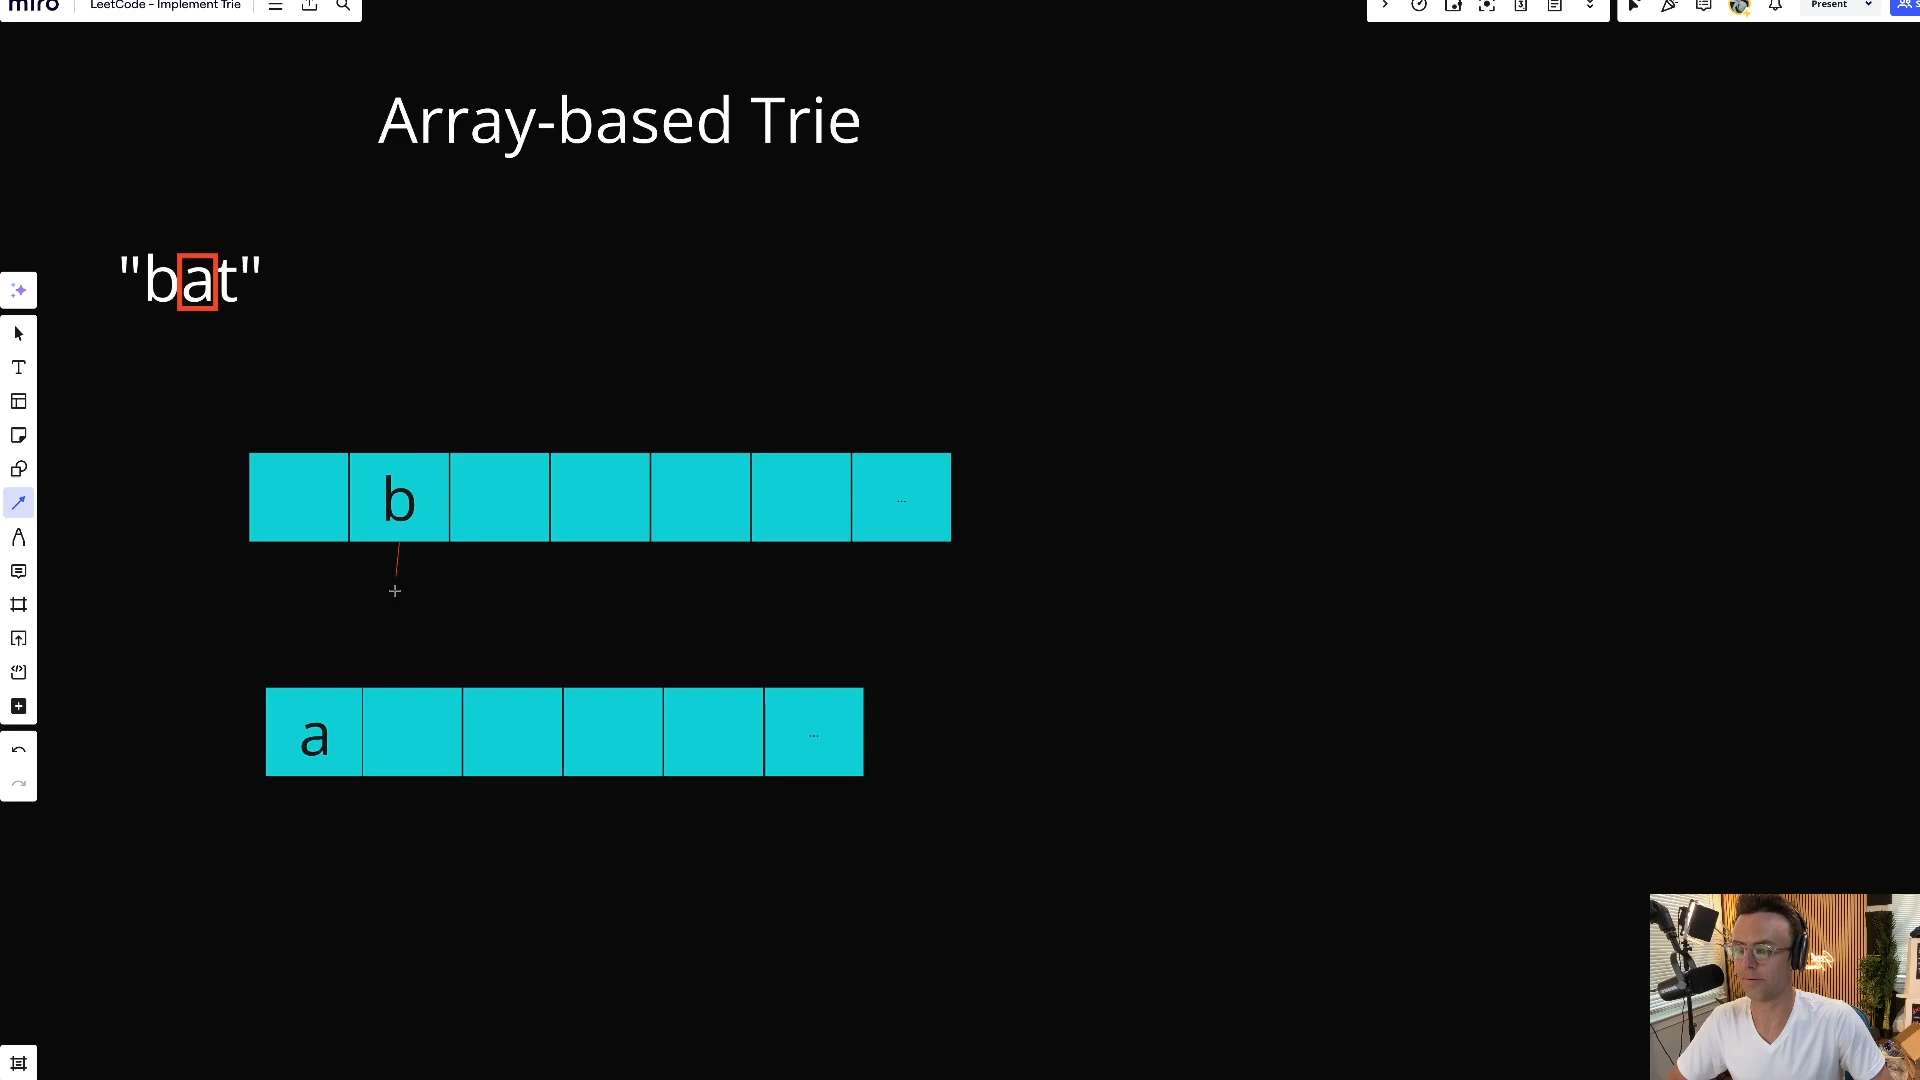 miro LeetCode - Implement Trie
Present
Array-based Trie
"bat"
b ...
a ...